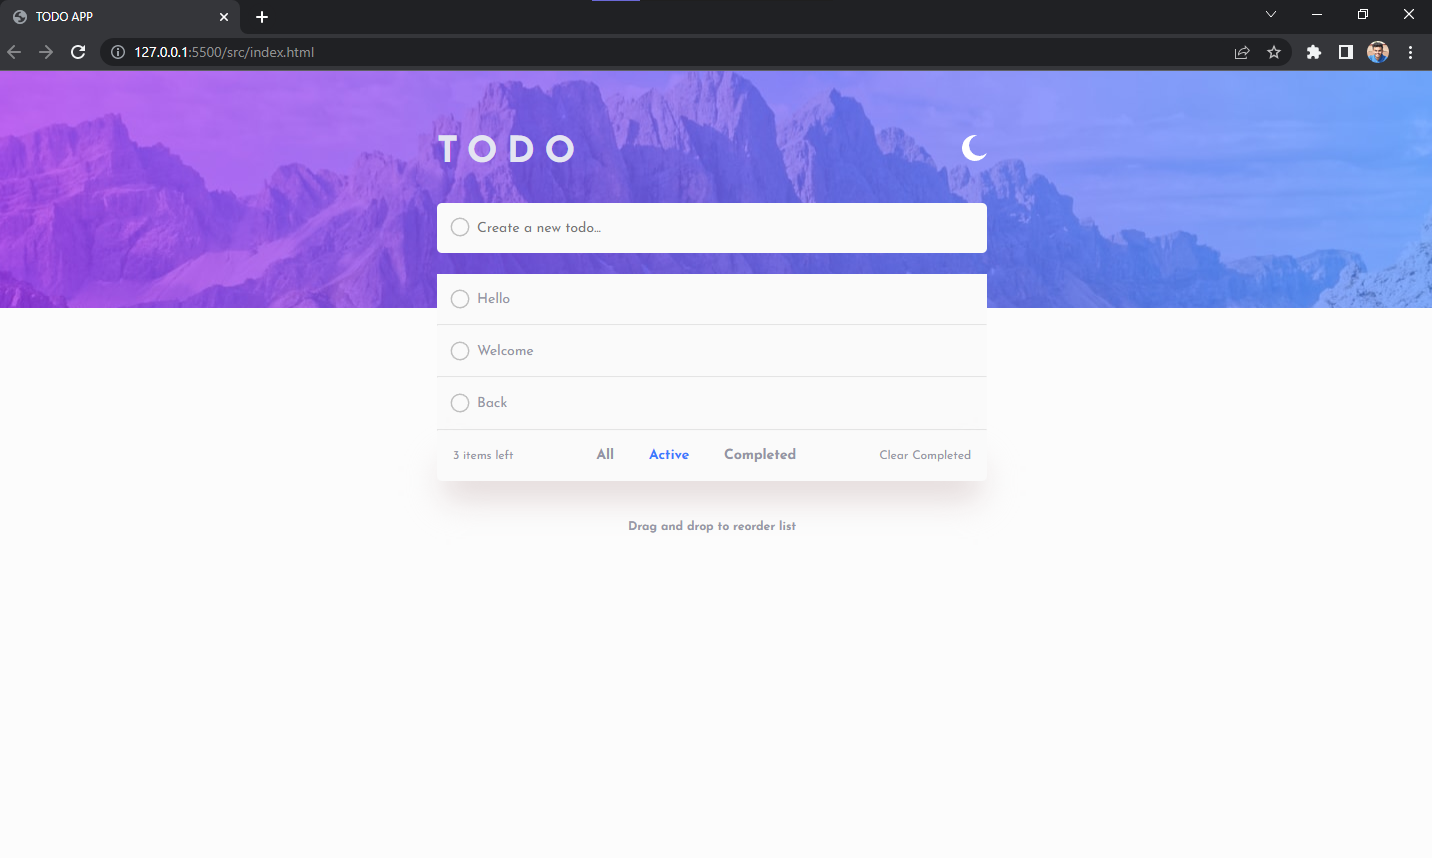 TODO APP
127.0.0.1:5500/src/index.html
TODO
Create a new todo...
Hello
Welcome
Back
3 items left All Active Completed Clear Completed
Drag and drop to reorder list